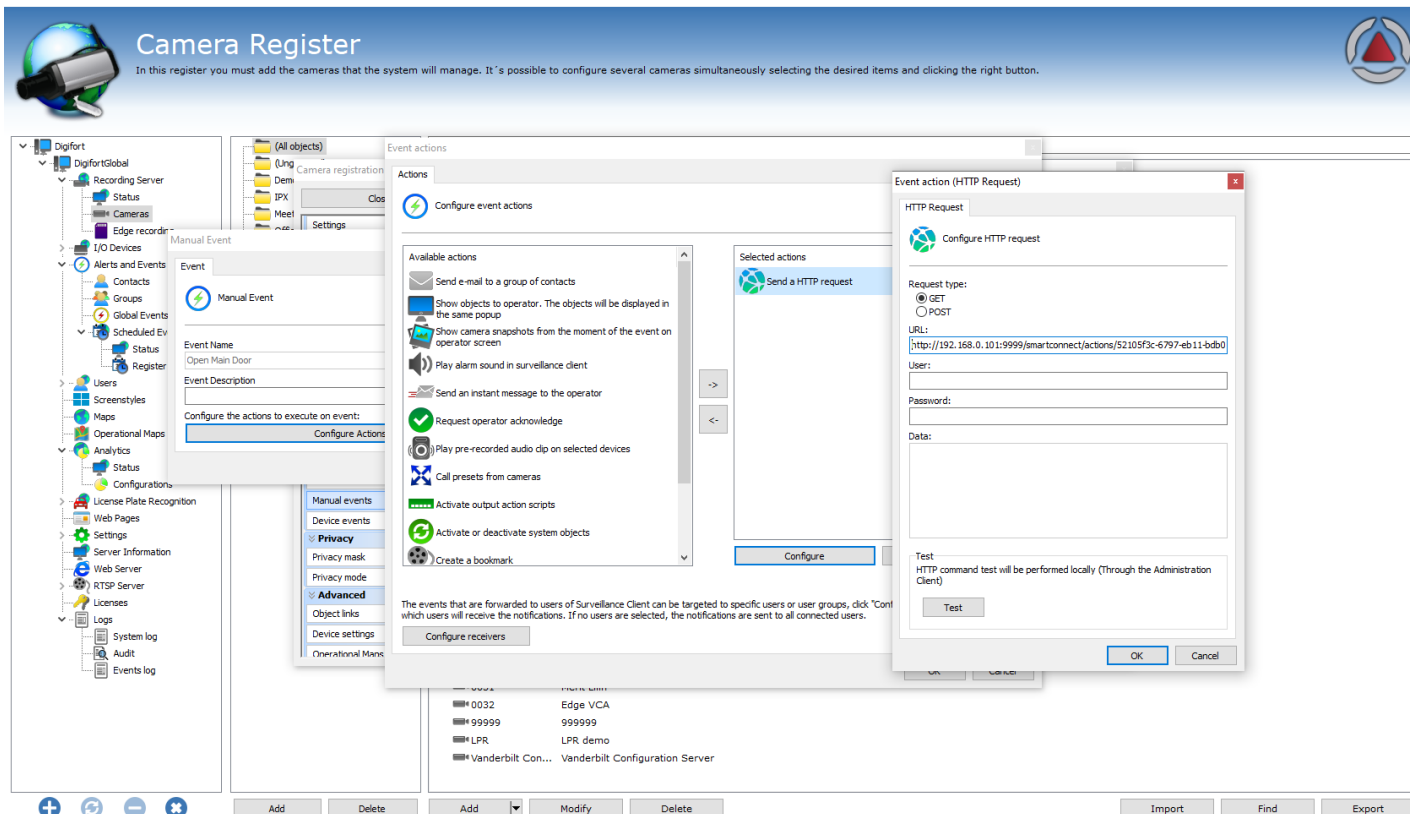 Camera Register
In this register you must add the cameras that the system will manage. It´s possible to configure several cameras simultaneously selecting the desired items and clicking the right button.
Digifort
DigifortGlobal
Recording Server
Status
Cameras
Edge recording
I/O Devices
Alerts and Events
Contacts
Groups
Global Events
Scheduled Ev
Status
Register
Users
Screenstyles
Maps
Operational Maps
Analytics
Status
Configurations
License Plate Recognition
Web Pages
Settings
Server Information
Web Server
RTSP Server
Licenses
Logs
System log
Audit
Events log
(All objects)
(Ung
Dem
IPX
Meet
Camera registration
Clos
Settings
Manual events
Device events
Privacy
Privacy mask
Privacy mode
Advanced
Object links
Device settings
Operational Maps
Manual Event
Event
Manual Event
Event Name
Open Main Door
Event Description
Configure the actions to execute on event:
Configure Actions
Event actions
Actions
Configure event actions
Available actions
Send e-mail to a group of contacts
Show objects to operator. The objects will be displayed in
the same popup
Show camera snapshots from the moment of the event on
operator screen
Play alarm sound in surveillance client
Send an instant message to the operator
Request operator acknowledge
Play pre-recorded audio clip on selected devices
Call presets from cameras
Activate output action scripts
Activate or deactivate system objects
Create a bookmark
->
<-
Selected actions
Send a HTTP request
Configure
The events that are forwarded to users of Surveillance Client can be targeted to specific users or user groups, click "Conf
which users will receive the notifications. If no users are selected, the notifications are sent to all connected users.
Configure receivers
OK
Cancel
Event action (HTTP Request)
x
HTTP Request
Configure HTTP request
Request type:
GET
POST
URL:
http://192.168.0.101:9999/smartconnect/actions/52105f3c-6797-eb11-bdb0
User:
Password:
Data:
Test
HTTP command test will be performed locally (Through the Administration
Client)
Test
OK
Cancel
0032 Edge VCA
99999 999999
LPR LPR demo
Vanderbilt Con... Vanderbilt Configuration Server
Add
Delete
Add
Modify
Delete
Import
Find
Export